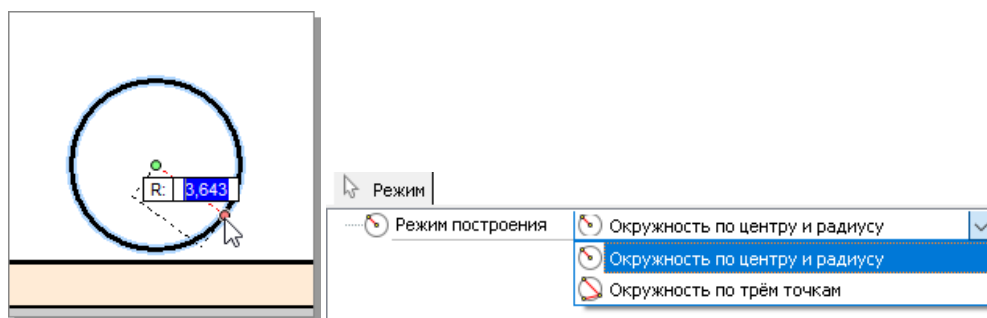 R: 3,643
Режим
Режим построения Окружность по центру и радиусу
Окружность по центру и радиусу
Окружность по трём точкам